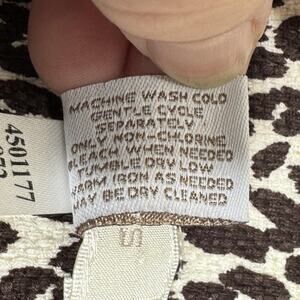 MACHINE WASH COLD
GENTLE CYCLE
SEPARATELY
ONLY NON-CHLORINE
BLEACH WHEN NEEDED
TUMBLE DRY LOW
WARM IRON AS NEEDED
MAY BE DRY CLEANED
4501177
S